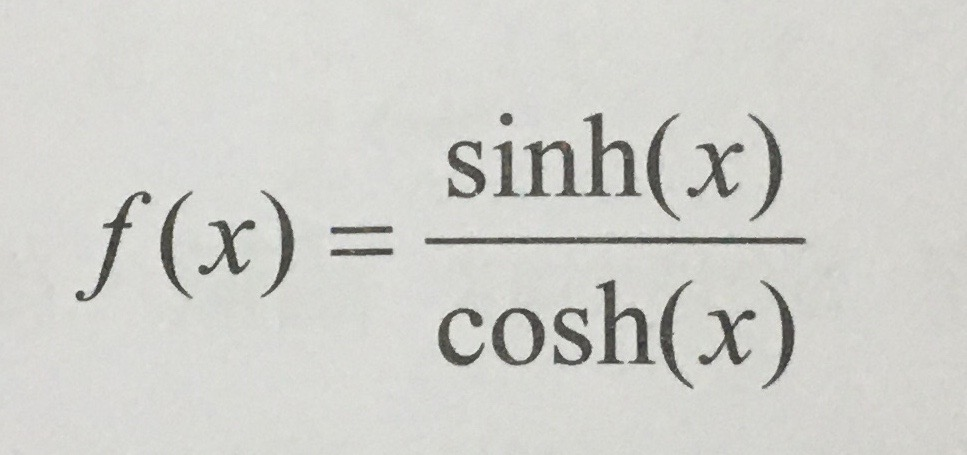 f(x) = sinh(x) / cosh(x)